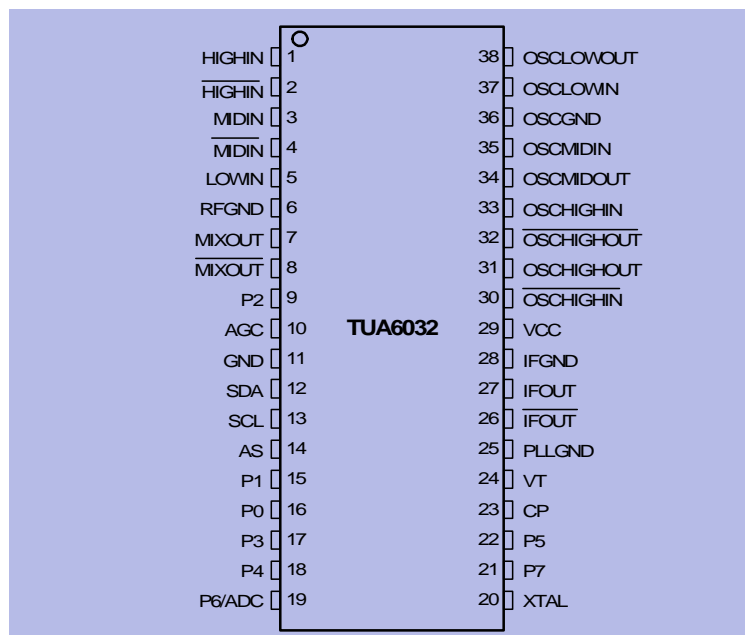 HIGHIN 1 38 OSCLOWOUT
HIGHIN 2 37 OSCLOWIN
MIDIN 3 36 OSCGND
MIDIN 4 35 OSCMIDIN
LOWIN 5 34 OSCMIDOUT
RFGND 6 33 OSCHIGHIN
MIXOUT 7 32 OSCHIGHOUT
MIXOUT 8 31 OSCHIGHOUT
P2 9 30 OSCHIGHIN
AGC 10 TUA6032 29 VCC
GND 11 28 IFGND
SDA 12 27 IFOUT
SCL 13 26 IFOUT
AS 14 25 PLLGND
P1 15 24 VT
P0 16 23 CP
P3 17 22 P5
P4 18 21 P7
P6/ADC 19 20 XTAL